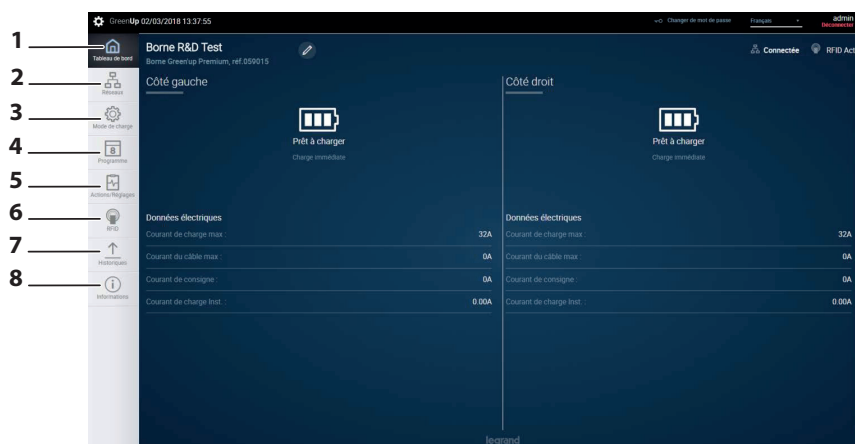 GreenUp 02/03/2018 13:37:55
Changer de mot de passe
Français
admin
Déconnecter
1
Tableau de bord
2
Réseaux
3
Mode de charge
4
8
Programme
5
Actions/Réglages
6
RFID
7
Historiques
8
Informations
Borne R&D Test
Borne Green'up Premium, réf.059015
Connectée
RFID Act
Côté gauche
Prêt à charger
Charge immédiate
Données électriques
Courant de charge max : 32A
Courant du câble max : 0A
Courant de consigne : 0A
Courant de charge Inst. : 0.00A
Côté droit
Prêt à charger
Charge immédiate
Données électriques
Courant de charge max : 32A
Courant du câble max : 0A
Courant de consigne : 0A
Courant de charge Inst. : 0.00A
legrand